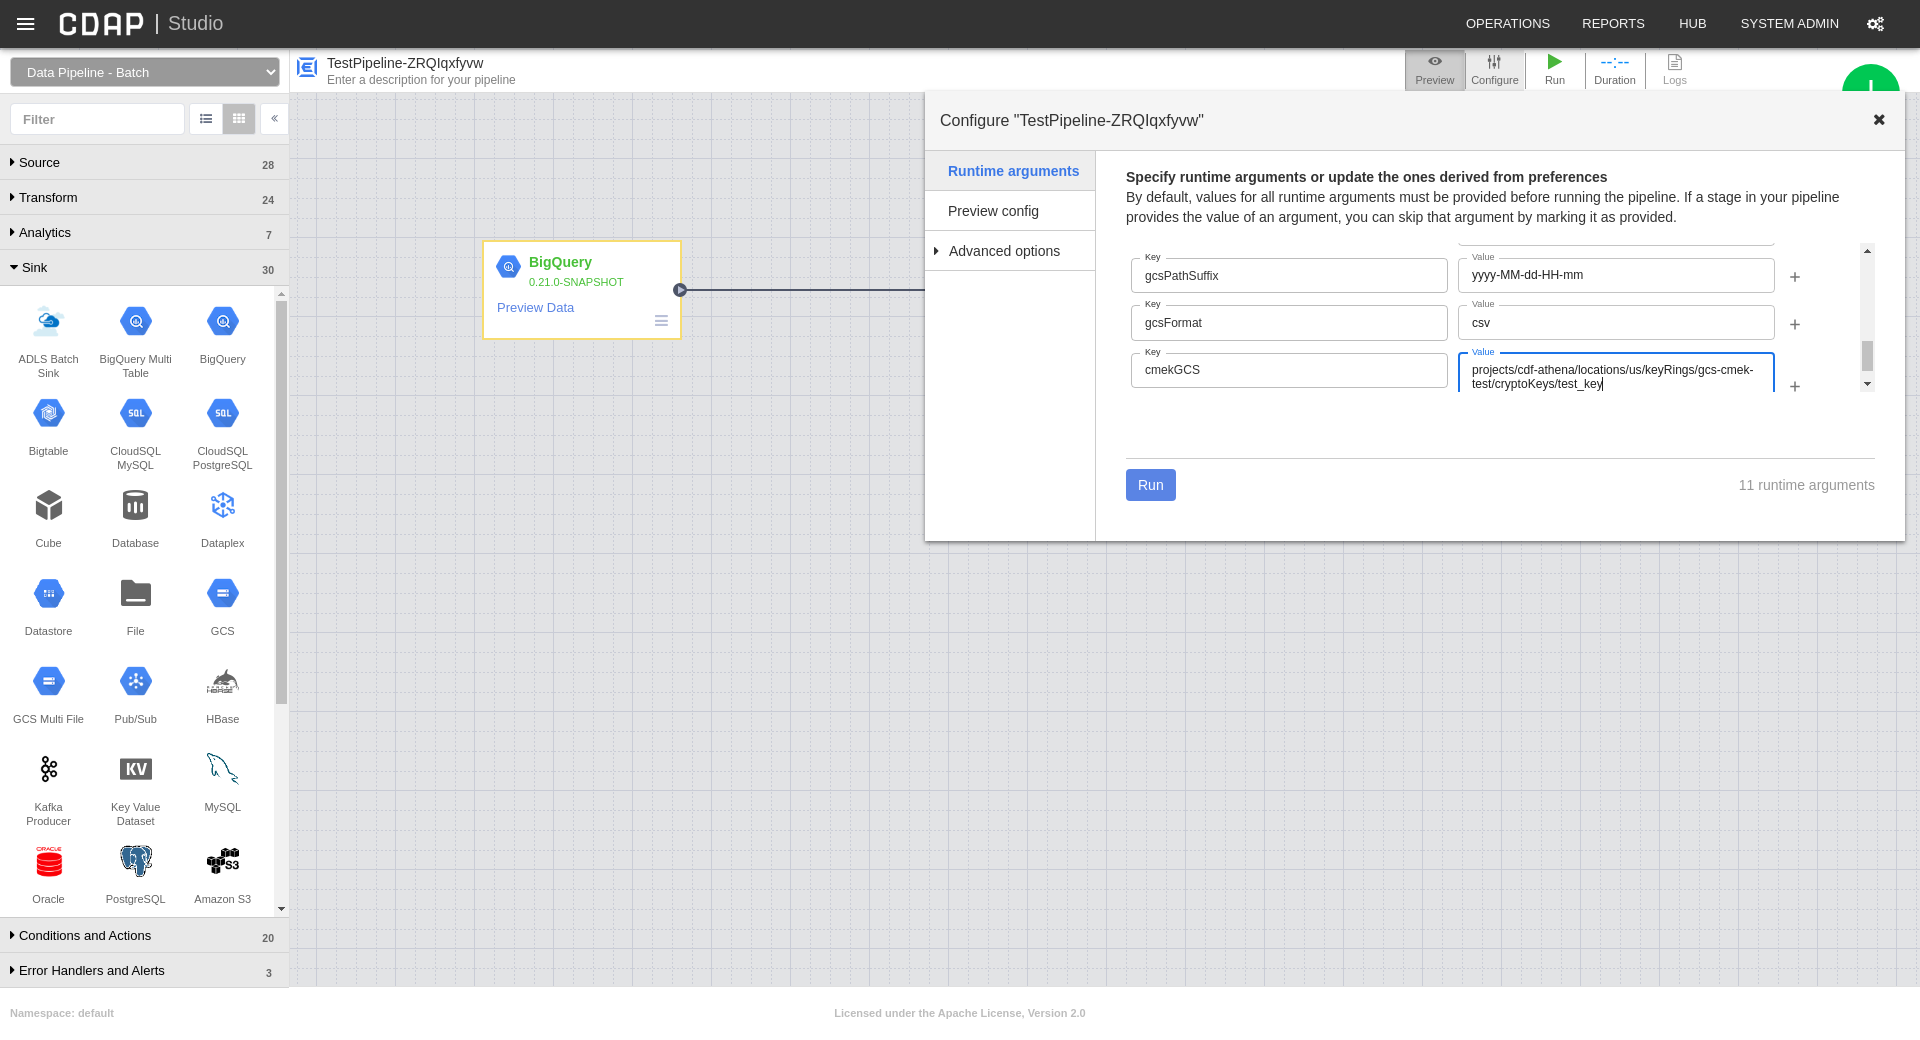 CDAP | Studio
OPERATIONS REPORTS HUB SYSTEM ADMIN
Data Pipeline - Batch
TestPipeline-ZRQIqxfyvw
Enter a description for your pipeline
Preview Configure Run Duration Logs
Filter
Source 28
Transform 24
Analytics 7
Sink 30
ADLS Batch Sink
BigQuery Multi Table
BigQuery
Bigtable
SQL
CloudSQL MySQL
SQL
CloudSQL PostgreSQL
Cube
Database
Dataplex
Datastore
File
GCS
GCS Multi File
Pub/Sub
HBase
Kafka Producer
KV
Key Value Dataset
MySQL
ORACLE
Oracle
PostgreSQL
S3
Amazon S3
Conditions and Actions 20
Error Handlers and Alerts 3
BigQuery
0.21.0-SNAPSHOT
Preview Data
Configure "TestPipeline-ZRQIqxfyvw"
Runtime arguments
Preview config
Advanced options
Specify runtime arguments or update the ones derived from preferences
By default, values for all runtime arguments must be provided before running the pipeline. If a stage in your pipeline
provides the value of an argument, you can skip that argument by marking it as provided.
Key Value
gcsPathSuffix yyyy-MM-dd-HH-mm
Key Value
gcsFormat csv
Key Value
cmekGCS projects/cdf-athena/locations/us/keyRings/gcs-cmek-
test/cryptoKeys/test_key
Run 11 runtime arguments
Namespace: default
Licensed under the Apache License, Version 2.0